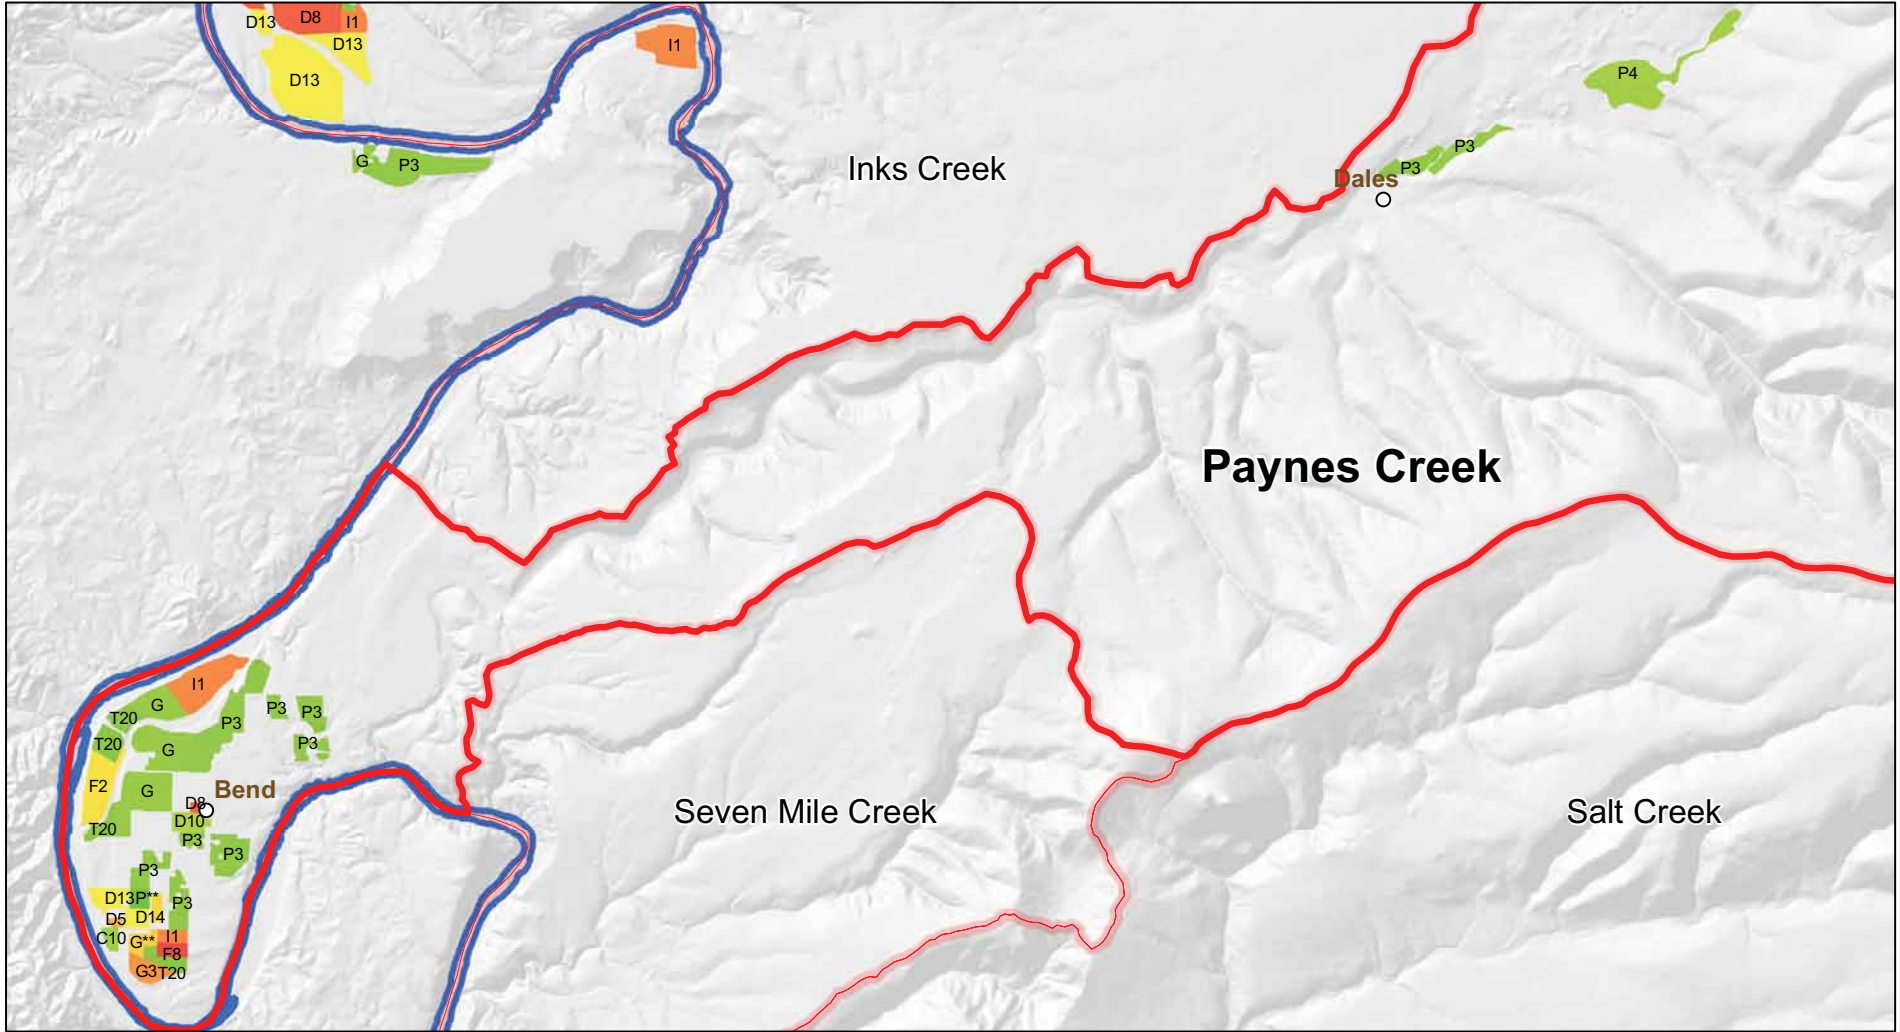 D13
D8
I1
D13
I1
D13
P4
G
P3
Inks Creek
P3
P3
Dales
Paynes Creek
I1
G
T20
P3
P3
P3
T20
G
P3
F2
G
Bend
D8
Seven Mile Creek
Salt Creek
T20
D10
P3
P3
P3
D13
P**
P3
D5
D14
C10
G**
I1
F8
G3
T20